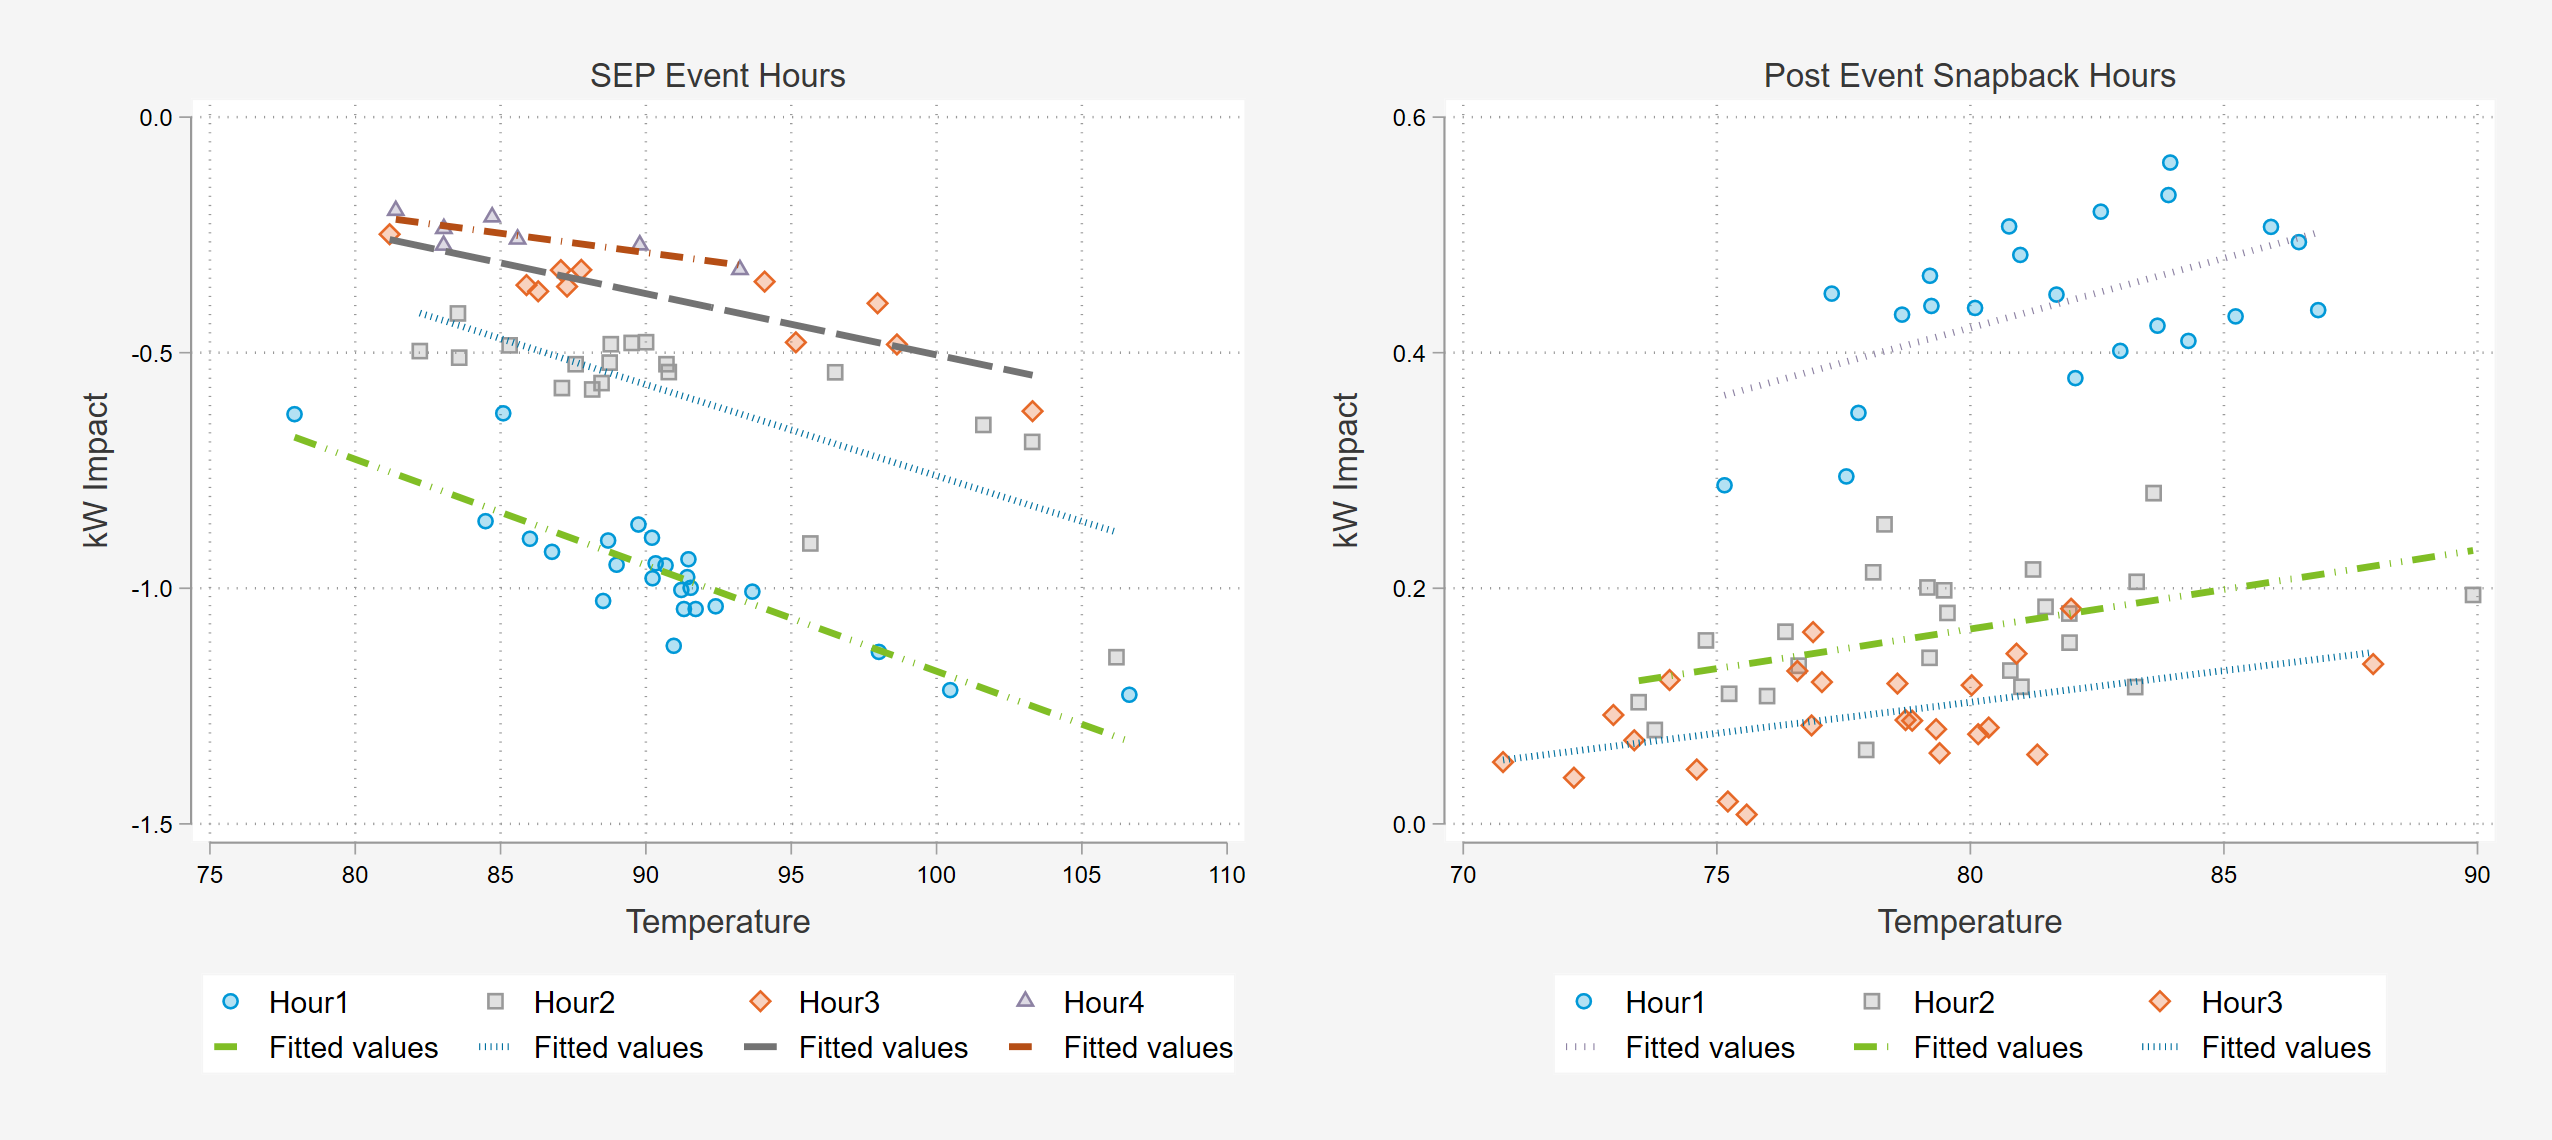 SEP Event Hours
0.0
-0.5
-1.0
-1.5
kW Impact
75 80 85 90 95 100 105 110
Temperature
Hour1 Hour2 Hour3 Hour4
Fitted values Fitted values Fitted values Fitted values
Post Event Snapback Hours
0.6
0.4
0.2
0.0
kW Impact
70 75 80 85 90
Temperature
Hour1 Hour2 Hour3
Fitted values Fitted values Fitted values